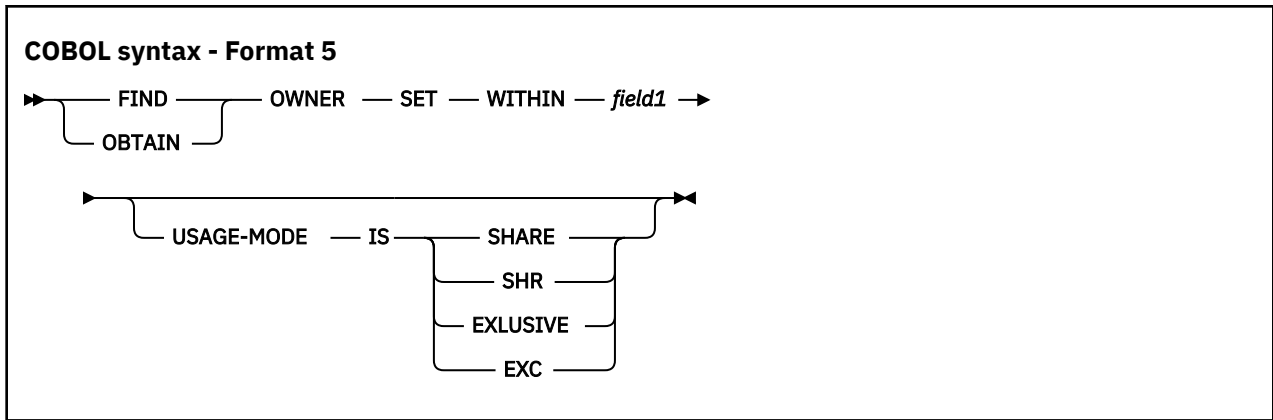 COBOL syntax - Format 5
FIND OWNER SET WITHIN field1
OBTAIN
USAGE-MODE IS SHARE
SHR
EXLUSIVE
EXC